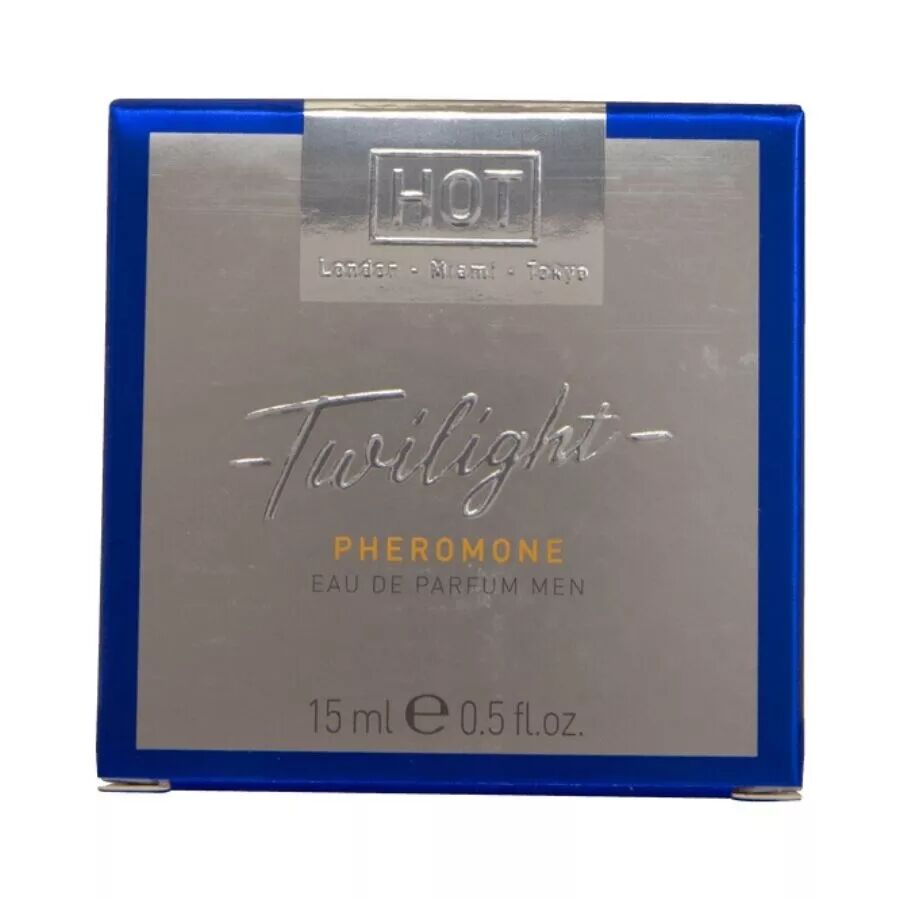 HOT
London - Miami - Tokyo
-Twilight-
PHEROMONE
EAU DE PARFUM MEN
15 ml ℮ 0.5 fl.oz.